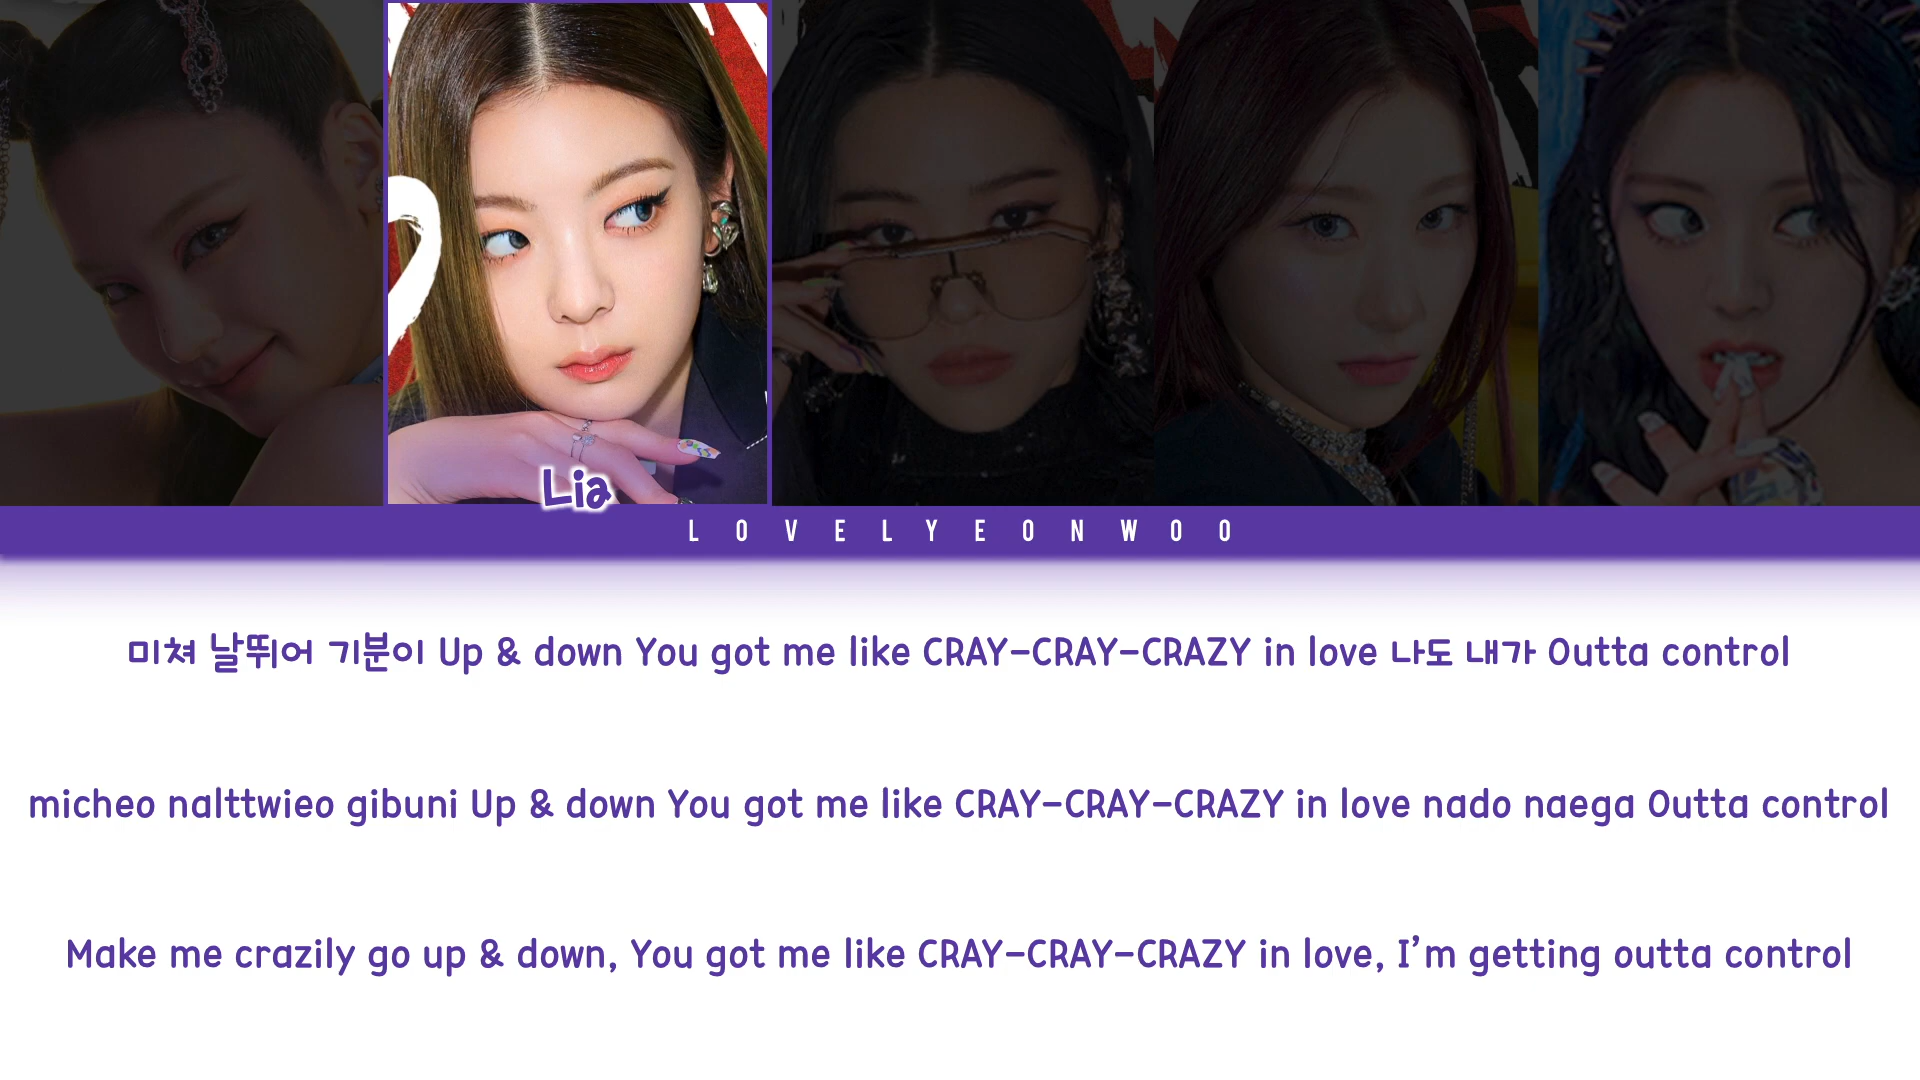 Lia
LOVELYEONWOO
미쳐 날뛰어 기분이 Up & down You got me like CRAY-CRAY-CRAZY in love 나도 내가 Outta control
micheo nalttwieo gibuni Up & down You got me like CRAY-CRAY-CRAZY in love nado naega Outta control
Make me crazily go up & down, You got me like CRAY-CRAY-CRAZY in love, I’m getting outta control